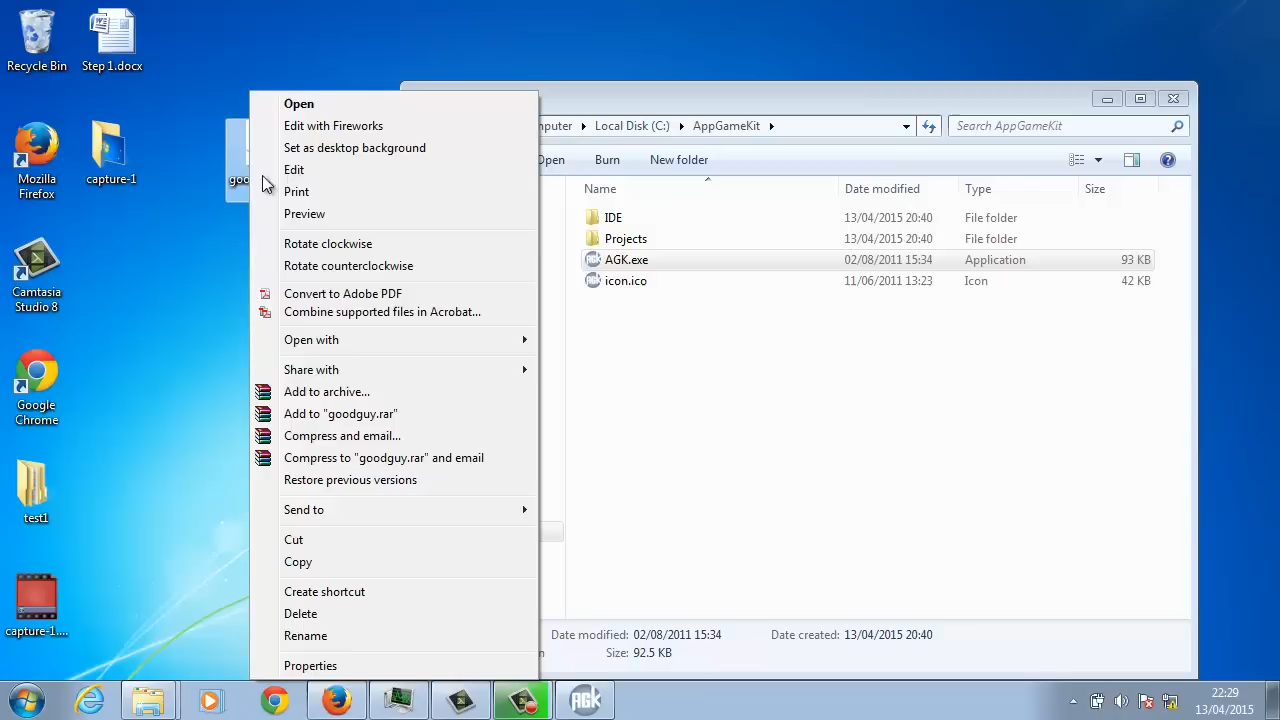 Recycle Bin
Step 1.docx
Mozilla
Firefox
capture-1
Camtasia
Studio 8
Google
Chrome
test1
capture-1....
Open
Edit with Fireworks
Set as desktop background
Edit
Print
Preview
Rotate clockwise
Rotate counterclockwise
Convert to Adobe PDF
Combine supported files in Acrobat...
Open with
Share with
Add to archive...
Add to "goodguy.rar"
Compress and email...
Compress to "goodguy.rar" and email
Restore previous versions
Send to
Cut
Copy
Create shortcut
Delete
Rename
Properties
Local Disk (C:) AppGameKit
Search AppGameKit
Open Burn New folder
Name Date modified Type Size
IDE 13/04/2015 20:40 File folder
Projects 13/04/2015 20:40 File folder
AGK.exe 02/08/2011 15:34 Application 93 KB
icon.ico 11/06/2011 13:23 Icon 42 KB
Date modified: 02/08/2011 15:34 Date created: 13/04/2015 20:40
Size: 92.5 KB
AGK
22:29
13/04/2015